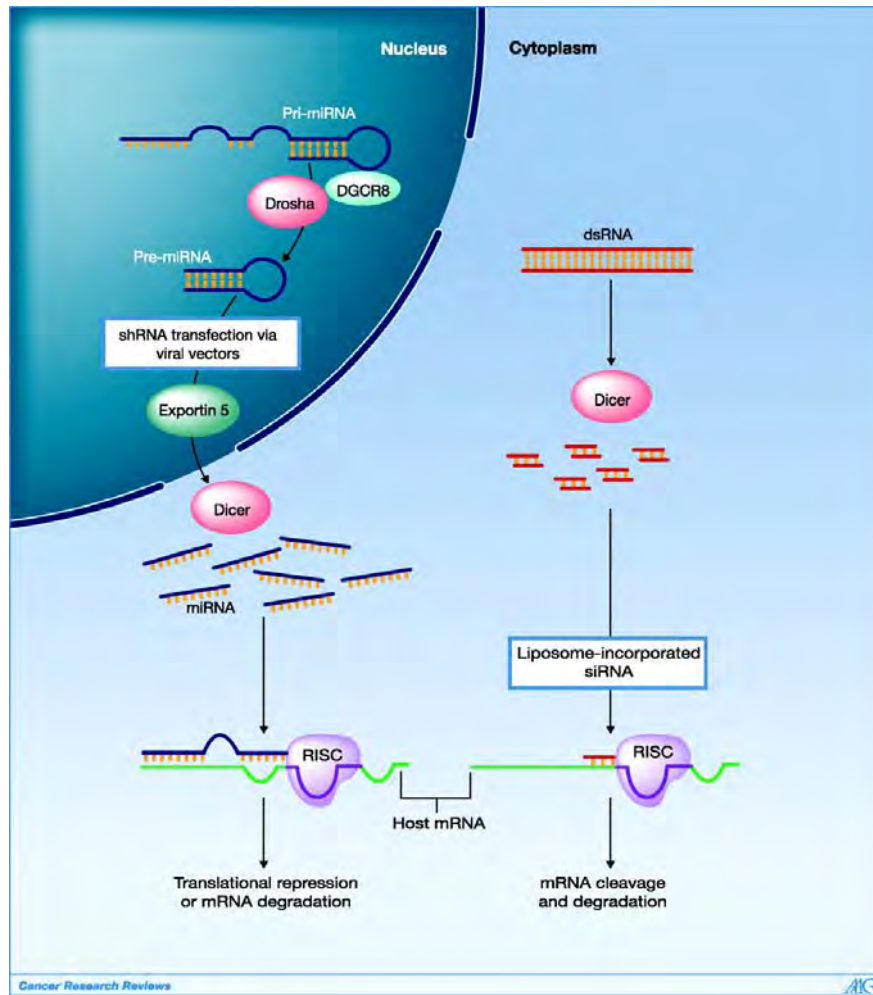 Nucleus
Cytoplasm
Pri-miRNA
DGCR8
Drosha
Pre-miRNA
shRNA transfection via
viral vectors
Exportin 5
Dicer
miRNA
RISC
Translational repression
or mRNA degradation
dsRNA
Dicer
Liposome-incorporated
siRNA
RISC
Host mRNA
mRNA cleavage
and degradation
Cancer Research Reviews